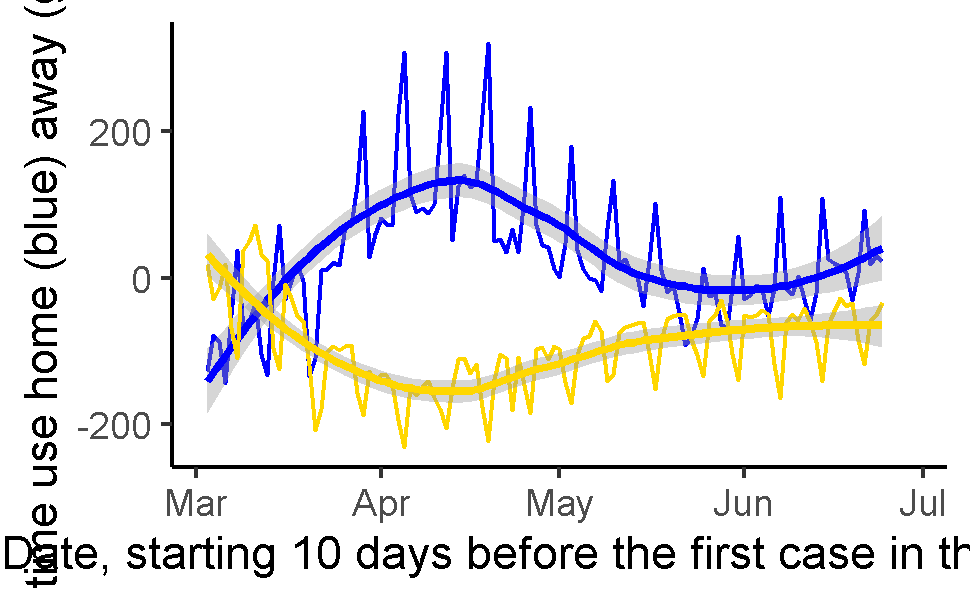 time use home (blue) away (
200
0
-200
Mar Apr May Jun Jul
Date, starting 10 days before the first case in th